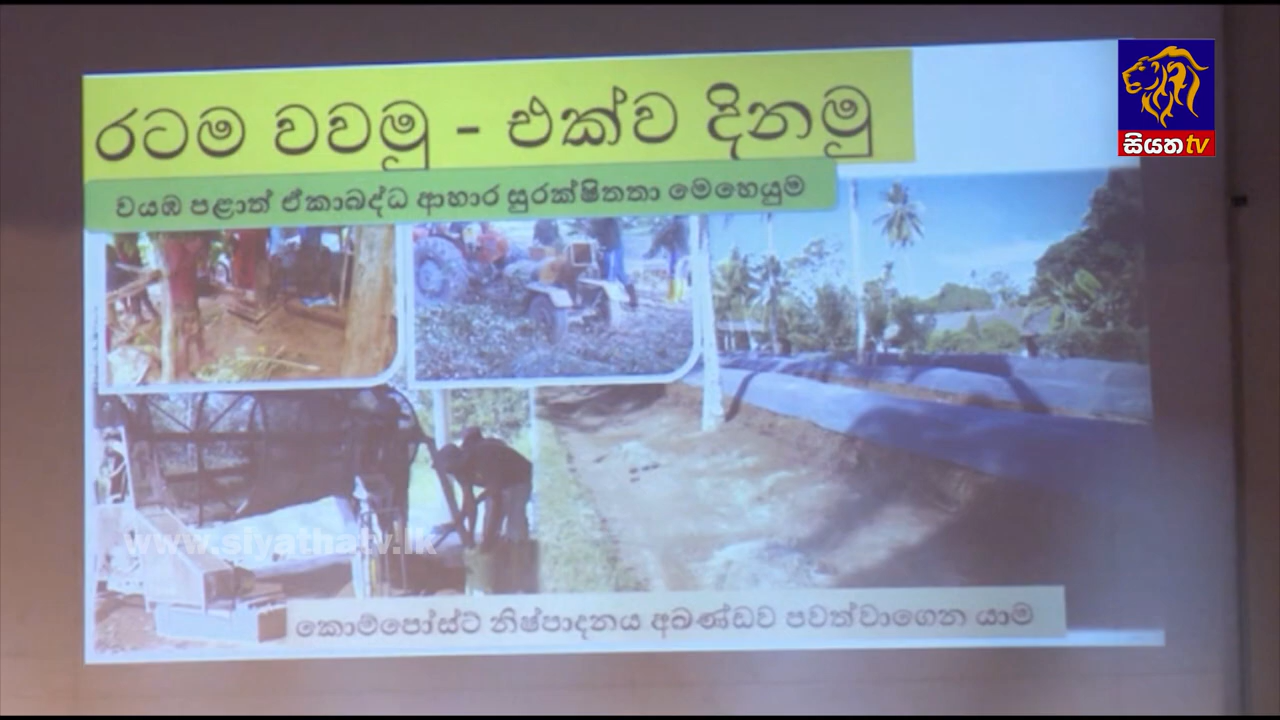 රටම වවමු - එක්ව දිනමු
සියත tv
වයඹ පළාත් ඒකාබද්ධ ආහාර සුරක්ෂිතතා මෙහෙයුම
www.siyathatv.lk
කොම්පෝස්ට් නිෂ්පාදනය අඛණ්ඩව පවත්වාගෙන යාම